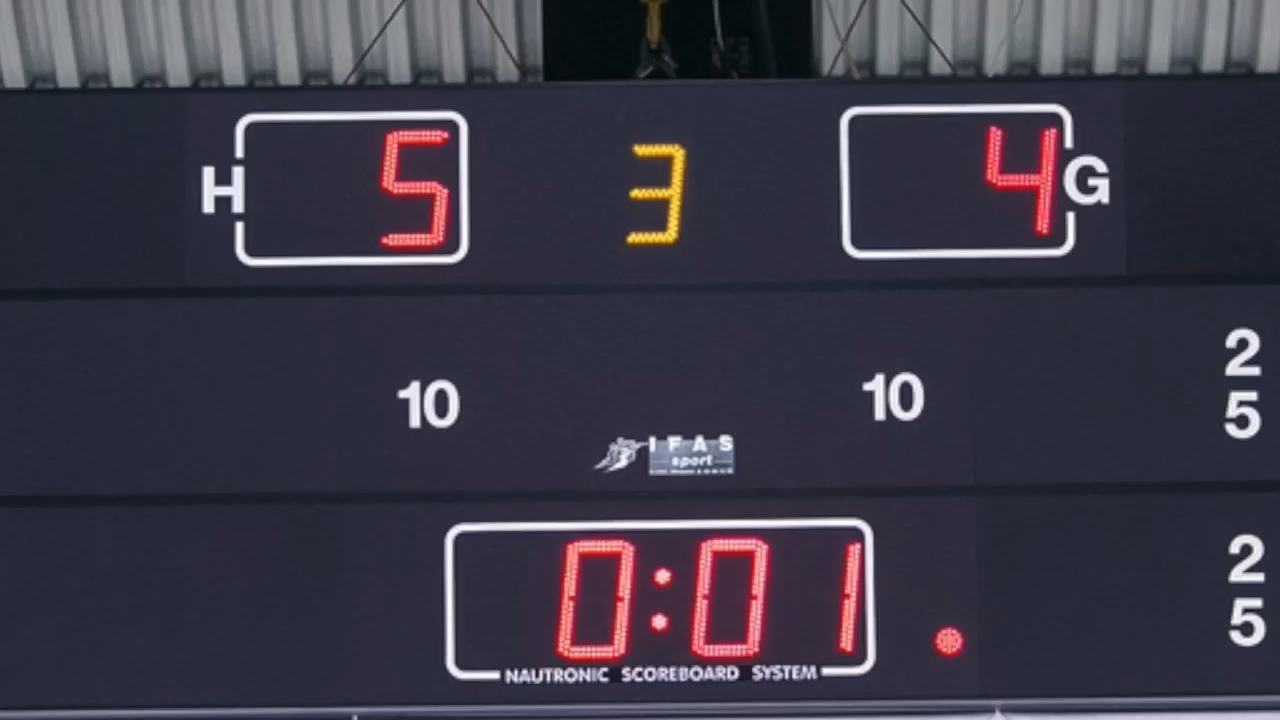 H 5 3 4 G
10 10 2
5
IFAS
sport
0:01. 2
5
NAUTRONIC SCOREBOARD SYSTEM